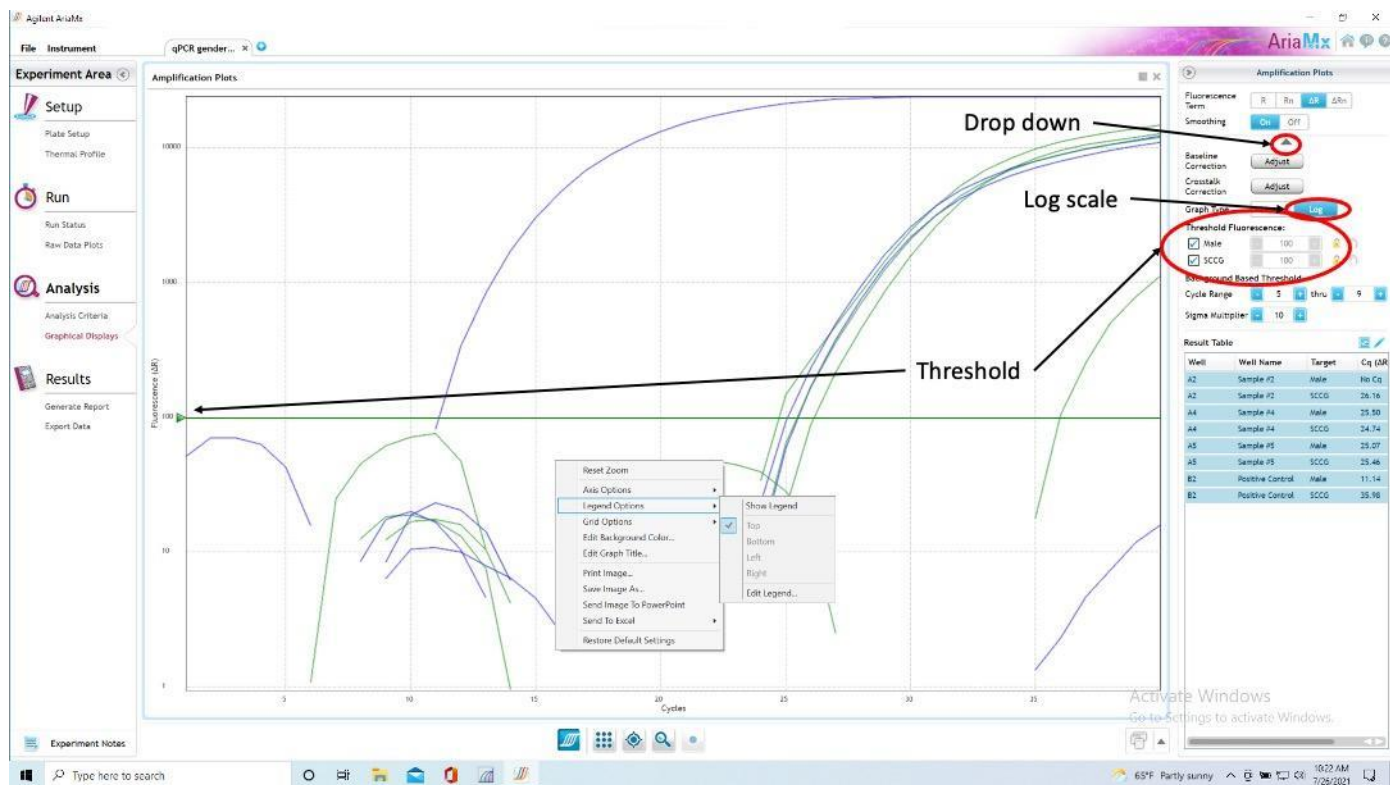 Agilent AriaMx
File Instrument
qPCR gender... ×
AriaMx
Experiment Area
Setup
Plate Setup
Thermal Profile
Run
Run Status
Raw Data Plots
Analysis
Analysis Criteria
Graphical Displays
Results
Generate Report
Export Data
Experiment Notes
Amplification Plots
Fluorescence (ΔR)
10000
1000
100
10
1
5 10 15 20 25 30 35
Cycles
Drop down
Log scale
Threshold
Reset Zoom
Axis Options
Legend Options
Grid Options
Edit Background Color...
Edit Graph Title...
Print Image...
Save Image As...
Send Image To PowerPoint
Send To Excel
Restore Default Settings
Show Legend
Top
Bottom
Left
Right
Edit Legend...
Amplification Plots
Fluorescence
Term
R Rn ΔR ΔRn
Smoothing On Off
Baseline
Correction
Adjust
Crosstalk
Correction
Adjust
Graph Type Log
Threshold Fluorescence:
Male 100
SCCG 100
Background Based Threshold
Cycle Range - 5 + thru - 9 +
Sigma Multiplier - 10 +
Result Table
Well Well Name Target Cq (ΔR
A2 Sample #2 Male No Cq
A2 Sample #2 SCCG 26.16
A4 Sample #4 Male 25.50
A4 Sample #4 SCCG 24.74
A5 Sample #5 Male 25.07
A5 Sample #5 SCCG 25.46
B2 Positive Control Male 11.14
B2 Positive Control SCCG 35.98
Activate Windows
Go to Settings to activate Windows.
Type here to search
65°F Partly sunny
10:22 AM
7/26/2021